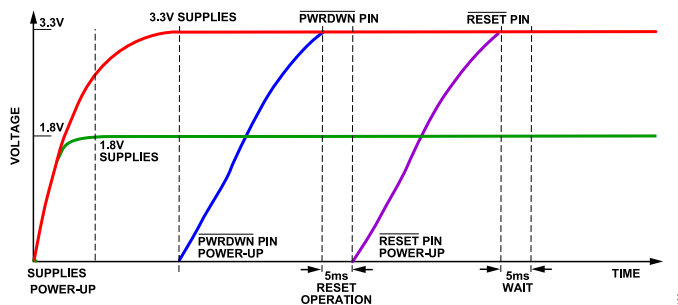 3.3V
3.3V SUPPLIES
PWRDWN PIN
RESET PIN
VOLTAGE
1.8V
1.8V
SUPPLIES
PWRDWN PIN
POWER-UP
RESET PIN
POWER-UP
SUPPLIES
POWER-UP
5ms
RESET
OPERATION
5ms
WAIT
TIME